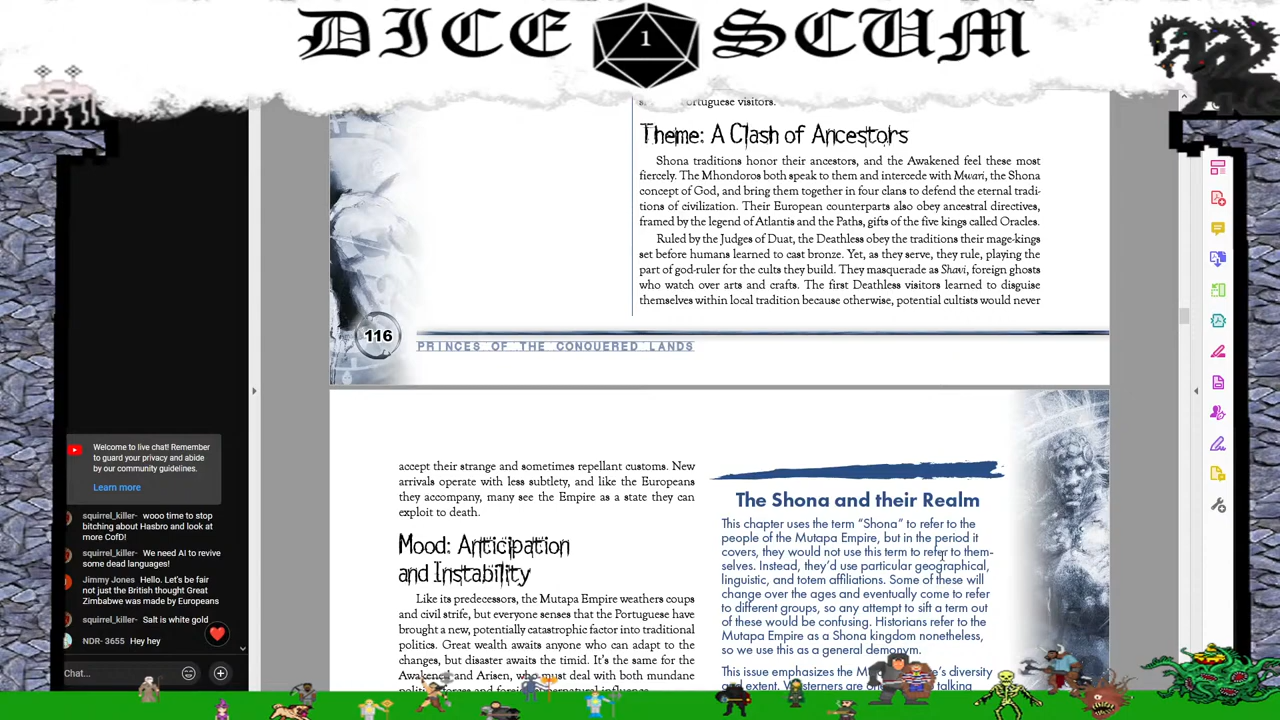 DICE 1 SCUM
Portuguese visitors.
Theme: A Clash of Ancestors
Shona traditions honor their ancestors, and the Awakened feel these most
fiercely. The Mhondoros both speak to them and intercede with Mwari, the Shona
concept of God, and bring them together in four clans to defend the eternal tradi-
tions of civilization. Their European counterparts also obey ancestral directives,
framed by the legend of Atlantis and the Paths, gifts of the five kings called Oracles.
Ruled by the Judges of Duat, the Deathless obey the traditions their mage-kings
set before humans learned to cast bronze. Yet, as they serve, they rule, playing the
part of god-ruler for the cults they build. They masquerade as Shavi, foreign ghosts
who watch over arts and crafts. The first Deathless visitors learned to disguise
themselves within local tradition because otherwise, potential cultists would never
116
PRINCES OF THE CONQUERED LANDS
accept their strange and sometimes repellant customs. New
arrivals operate with less subtlety, and like the Europeans
they accompany, many see the Empire as a state they can
exploit to death.
Mood: Anticipation
and Instability
Like its predecessors, the Mutapa Empire weathers coups
and civil strife, but everyone senses that the Portuguese have
brought a new, potentially catastrophic factor into traditional
politics. Great wealth awaits anyone who can adapt to the
changes, but disaster awaits the timid. It's the same for the
Awakened and Arisen, who must deal with both mundane
The Shona and their Realm
This chapter uses the term "Shona" to refer to the
people of the Mutapa Empire, but in the period it
covers, they would not use this term to refer to them-
selves. Instead, they'd use particular geographical,
linguistic, and totem affiliations. Some of these will
change over the ages and eventually come to refer
to different groups, so any attempt to sift a term out
of these would be confusing. Historians refer to the
Mutapa Empire as a Shona kingdom nonetheless,
so we use this as a general demonym.
This issue emphasizes the diversity
and extent. Westerners are talking
Welcome to live chat! Remember
to guard your privacy and abide
by our community guidelines.
Learn more
squirrel_killer- wooo time to stop
bitching about Hasbro and look at
more CofD!
squirrel_killer- We need AI to revive
some dead languages!
Jimmy Jones Hello. Let's be fair
not just the British thought Great
Zimbabwe was made by Europeans
squirrel_killer- Salt is white gold
NDR- 3655 Hey hey
Chat...